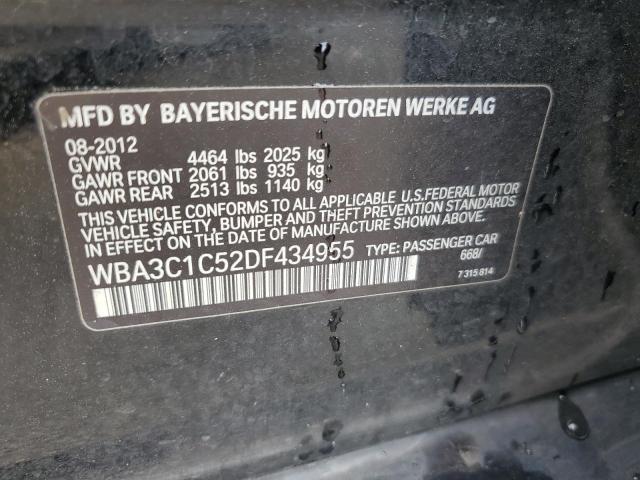 MFD BY BAYERISCHE MOTOREN WERKE AG
08-2012
GVWR 4464 lbs 2025 kg
GAWR FRONT 2061 lbs 935 kg
GAWR REAR 2513 lbs 1140 kg
THIS VEHICLE CONFORMS TO ALL APPLICABLE U.S.FEDERAL MOTOR
VEHICLE SAFETY, BUMPER AND THEFT PREVENTION STANDARDS
IN EFFECT ON THE DATE OF MANUFACTURE SHOWN ABOVE.
WBA3C1C52DF434955 TYPE: PASSENGER CAR
668/
7 315 814